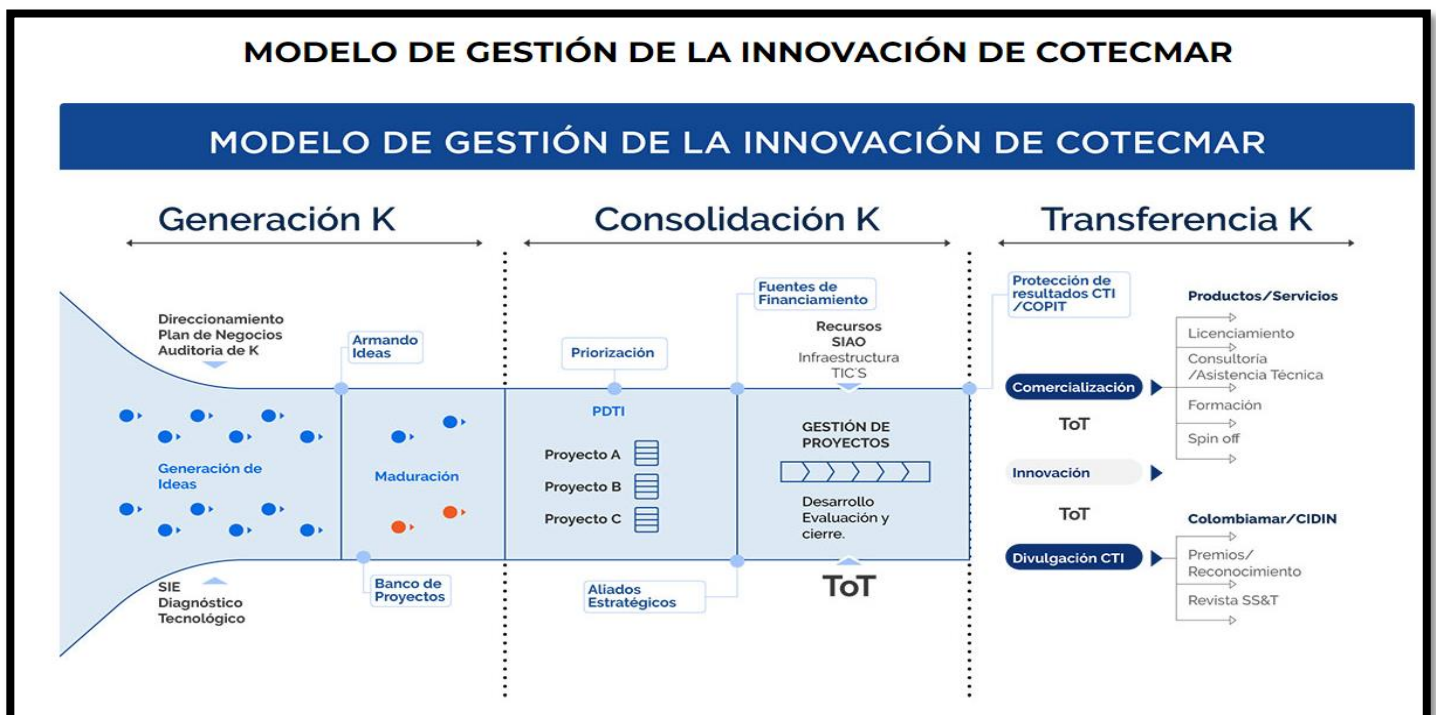 MODELO DE GESTIÓN DE LA INNOVACIÓN DE COTECMAR
MODELO DE GESTIÓN DE LA INNOVACIÓN DE COTECMAR
Generación K
Direccionamiento
Plan de Negocios
Auditoria de K
Armando
Ideas
Generación de
Ideas
Maduración
SIE
Diagnóstico
Tecnológico
Banco de
Proyectos
Consolidación K
Priorización
Fuentes de
Financiamiento
Recursos
SIAO
Infraestructura
TIC´S
PDTI
Proyecto A
Proyecto B
Proyecto C
GESTIÓN DE
PROYECTOS
Desarrollo
Evaluación y
cierre.
Aliados
Estratégicos
ToT
Transferencia K
Protección de
resultados CTI
/COPIT
Comercialización
ToT
Innovación
ToT
Divulgación CTI
Productos/Servicios
Licenciamiento
Consultoría
/Asistencia Técnica
Formación
Spin off
Colombiamar/CIDIN
Premios/
Reconocimiento
Revista SS&T